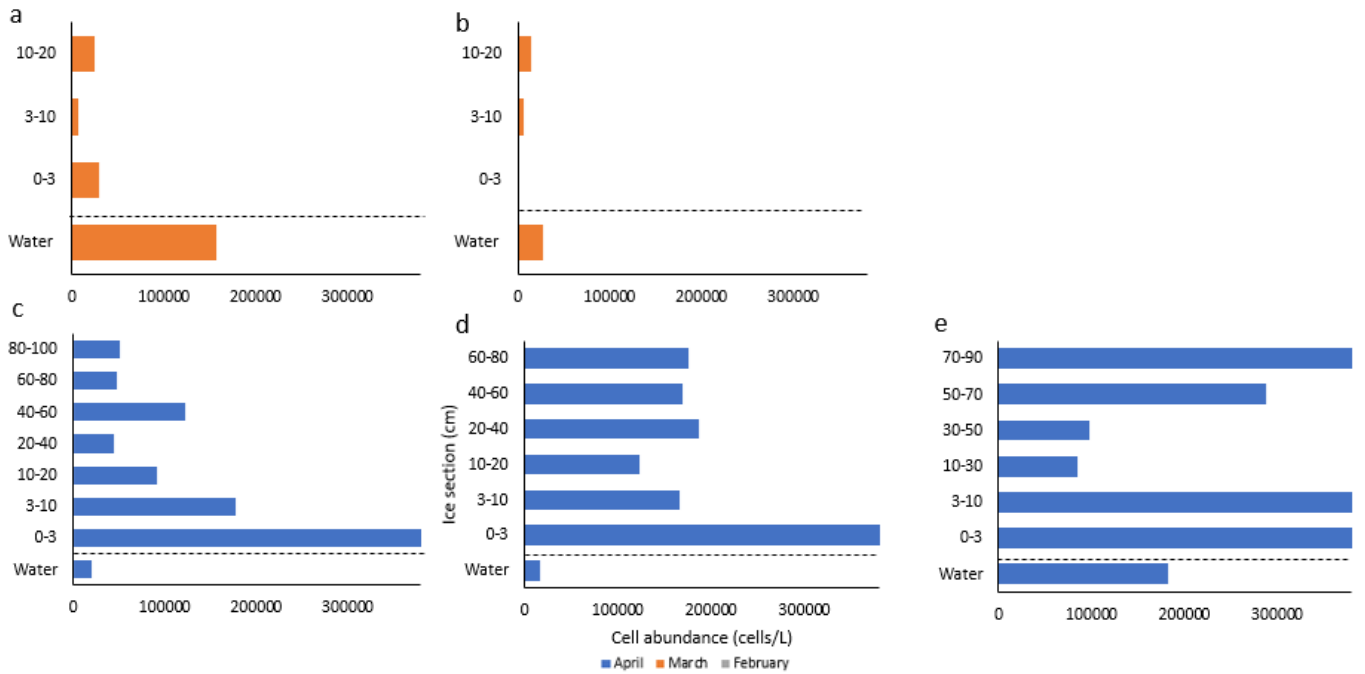 a
10-20
3-10
0-3
Water
0 100000 200000 300000
b
10-20
3-10
0-3
Water
0 100000 200000 300000
c
80-100
60-80
40-60
20-40
10-20
3-10
0-3
Water
0 100000 200000 300000
d
Ice section (cm)
60-80
40-60
20-40
10-20
3-10
0-3
Water
0 100000 200000 300000
Cell abundance (cells/L)
April March February
e
70-90
50-70
30-50
10-30
3-10
0-3
Water
0 100000 200000 300000